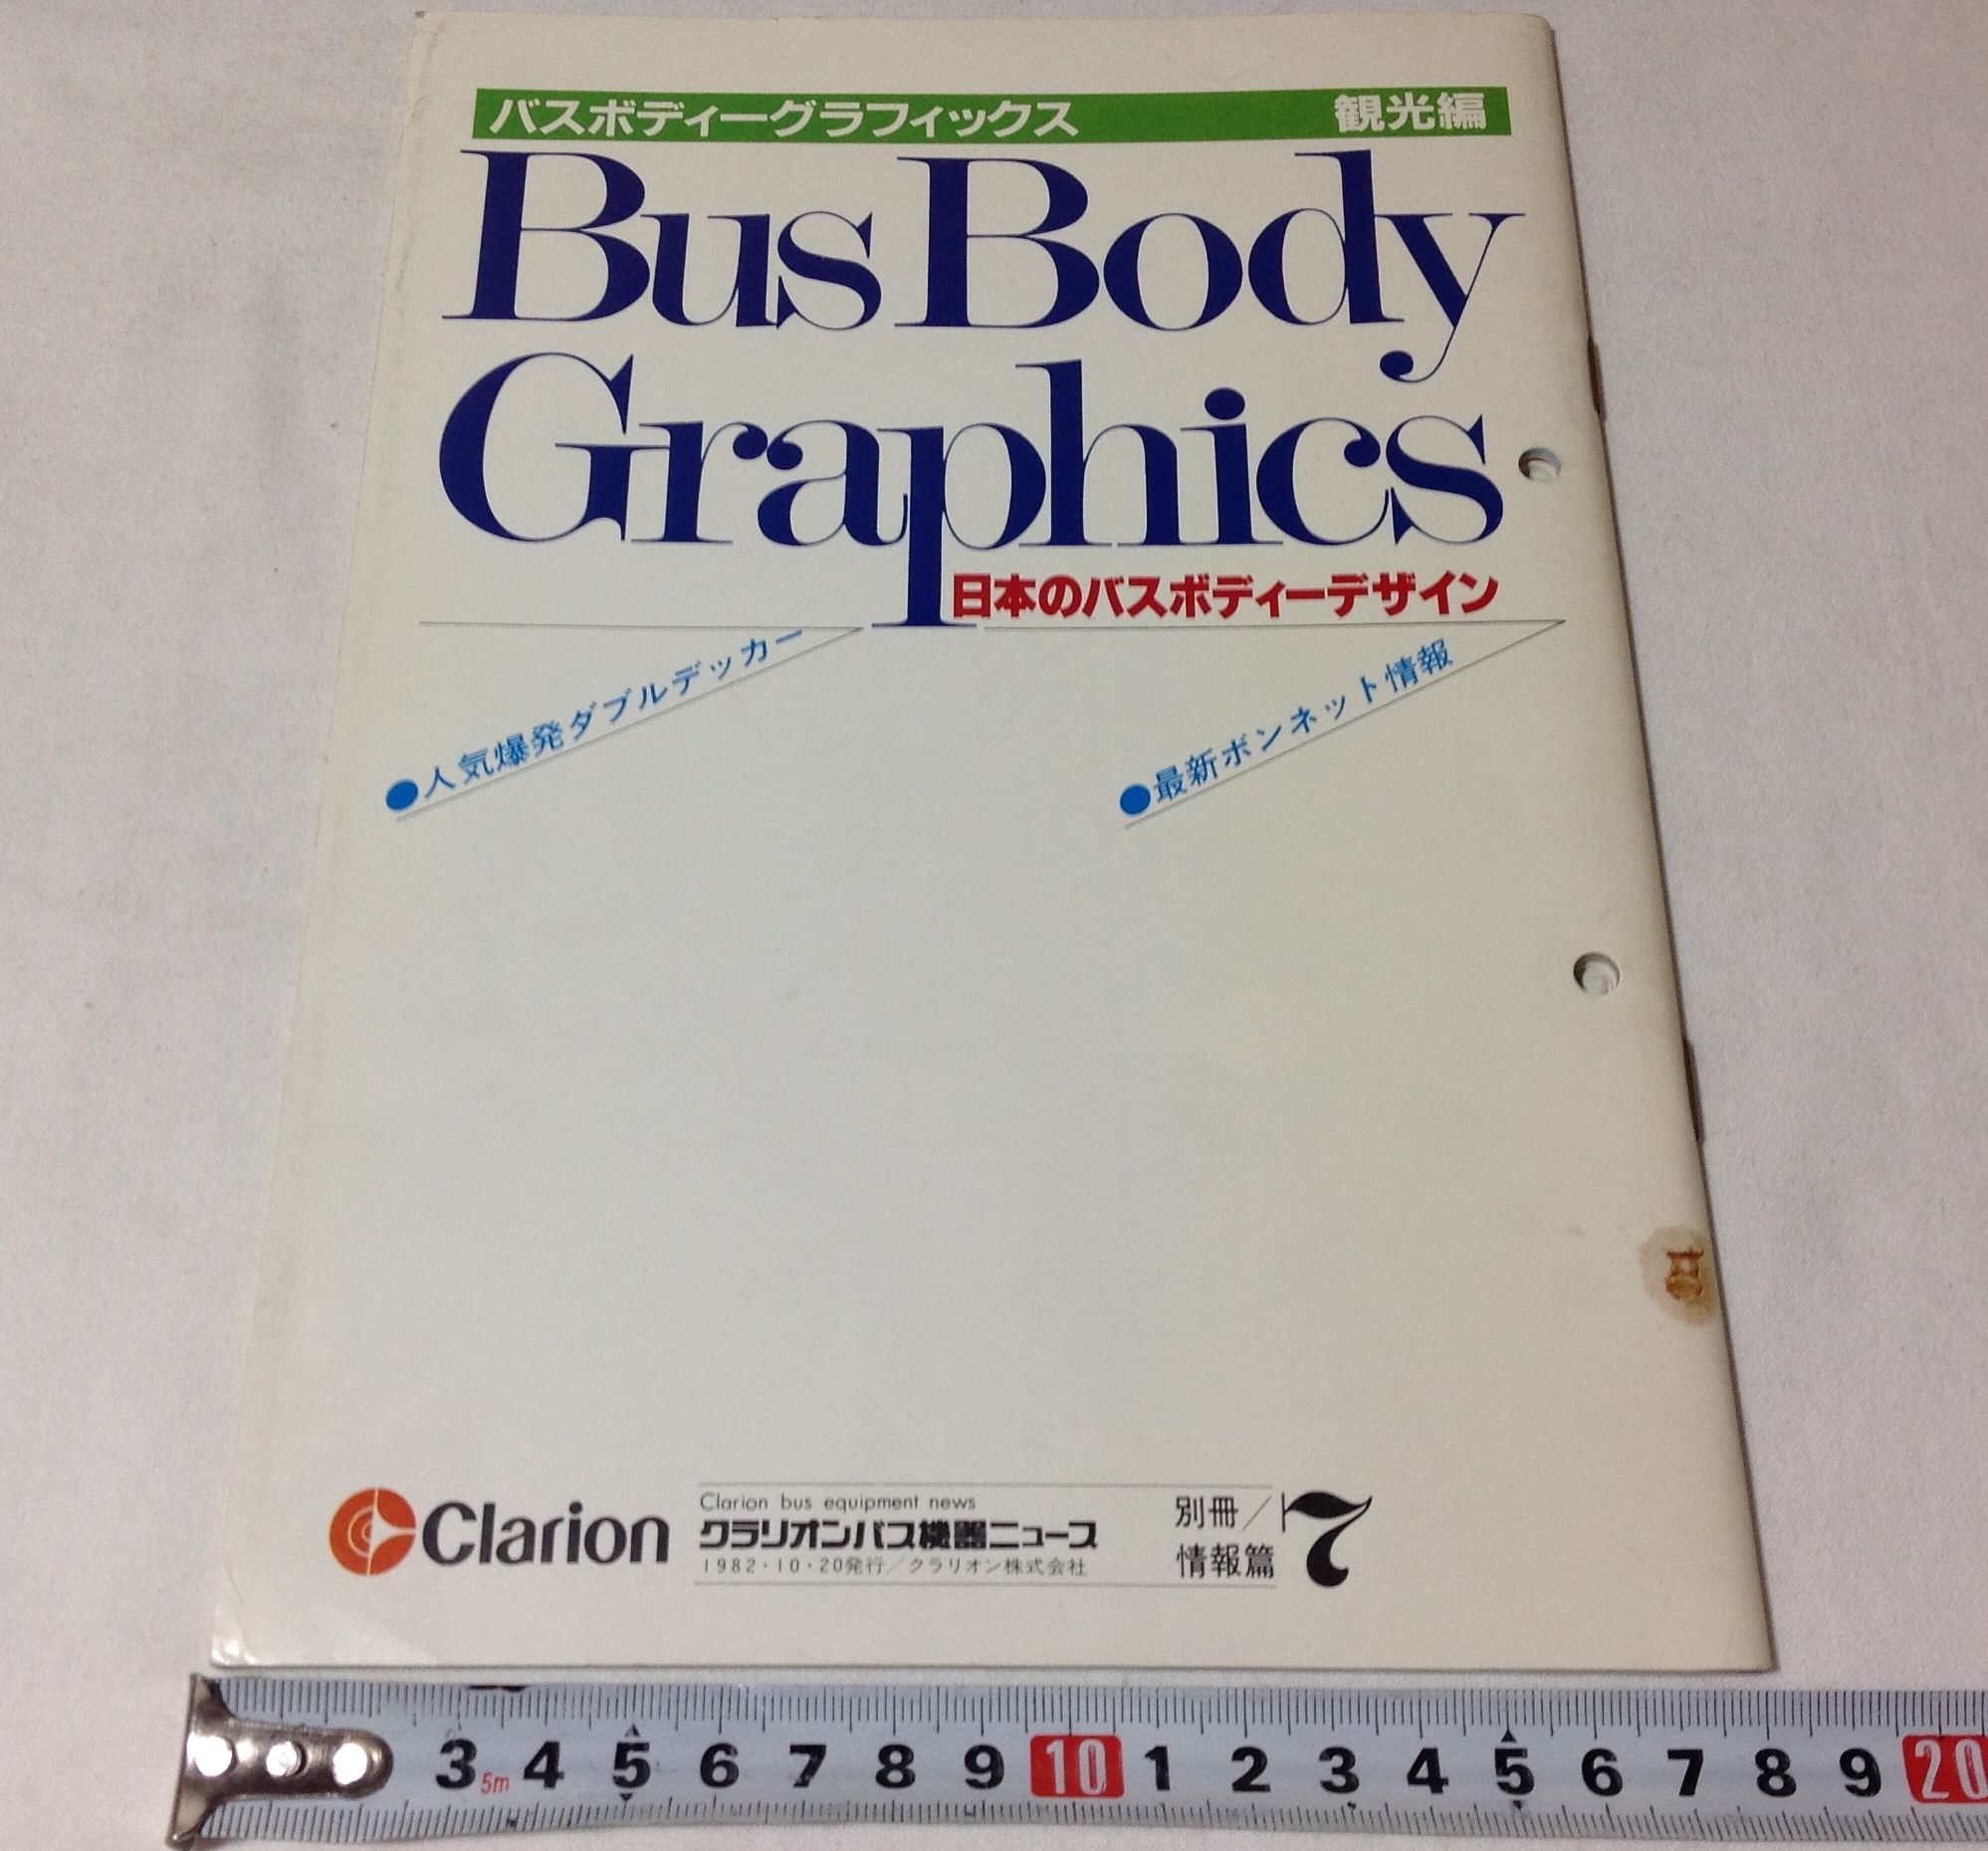 バスボディーグラフィックス 観光編
Bus Body
Graphics
日本のバスボディーデザイン
●人気爆発ダブルデッカー
●最新ボンネット情報
Clarion
Clarion bus equipment news
クラリオンバス機器ニュース
1982・10・20発行／クラリオン株式会社
別冊／
情報篇
7
3 5m 4 5 6 7 8 9 10 1 2 3 4 5 6 7 8 9 20